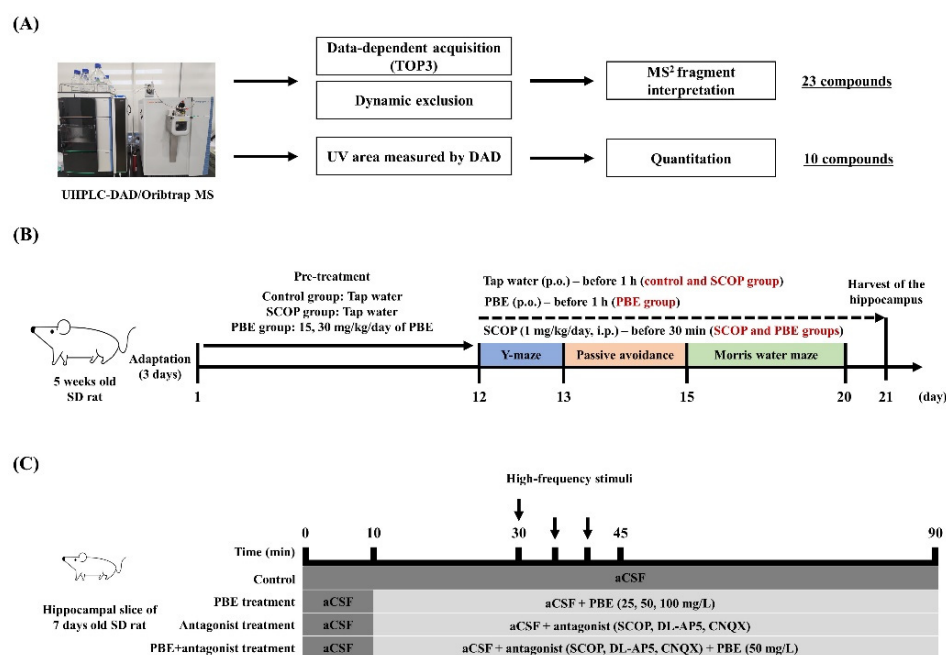 (A)
Data-dependent acquisition
(TOP3)
Dynamic exclusion
MS2 fragment
interpretation
23 compounds
UV area measured by DAD
Quantitation
10 compounds
UHPLC-DAD/Oribtrap MS
(B)
Pre-treatment
Control group: Tap water
SCOP group: Tap water
PBE group: 15, 30 mg/kg/day of PBE
Tap water (p.o.) – before 1 h (control and SCOP group)
PBE (p.o.) – before 1 h (PBE group)
SCOP (1 mg/kg/day, i.p.) – before 30 min (SCOP and PBE groups)
Harvest of the
hippocampus
Adaptation
(3 days)
Y-maze
Passive avoidance
Morris water maze
5 weeks old
SD rat
1 12 13 15 20 21 (day)
(C)
High-frequency stimuli
0 10 30 45 90
Time (min)
Control aCSF
Hippocampal slice of
7 days old SD rat
PBE treatment aCSF aCSF + PBE (25, 50, 100 mg/L)
Antagonist treatment aCSF aCSF + antagonist (SCOP, DL-AP5, CNQX)
PBE+antagonist treatment aCSF aCSF + antagonist (SCOP, DL-AP5, CNQX) + PBE (50 mg/L)